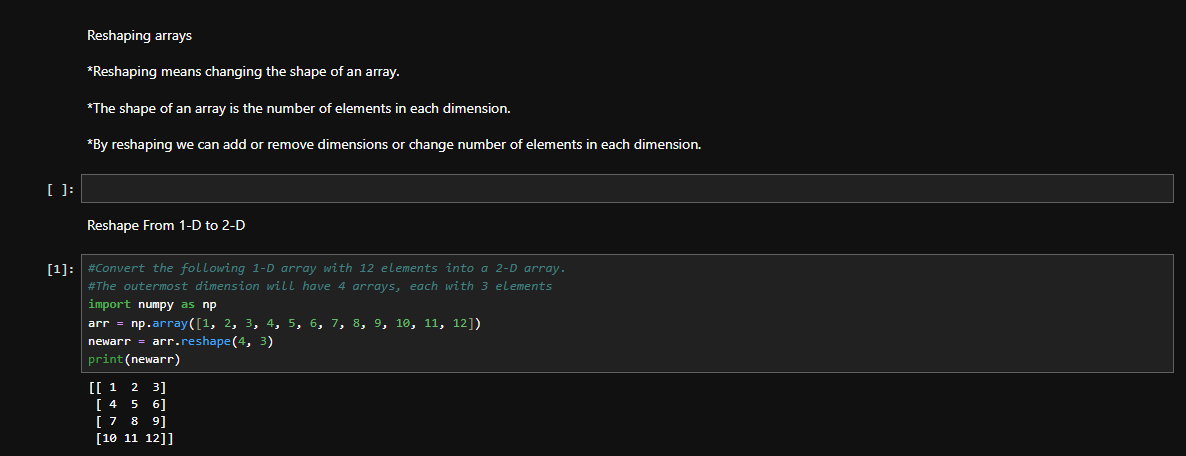 Reshaping arrays
*Reshaping means changing the shape of an array.
*The shape of an array is the number of elements in each dimension.
*By reshaping we can add or remove dimensions or change number of elements in each dimension.
[ ]:
Reshape From 1-D to 2-D
[1]: #Convert the following 1-D array with 12 elements into a 2-D array.
#The outermost dimension will have 4 arrays, each with 3 elements
import numpy as np
arr = np.array([1, 2, 3, 4, 5, 6, 7, 8, 9, 10, 11, 12])
newarr = arr.reshape(4, 3)
print(newarr)
[[ 1  2  3]
 [ 4  5  6]
 [ 7  8  9]
 [10 11 12]]